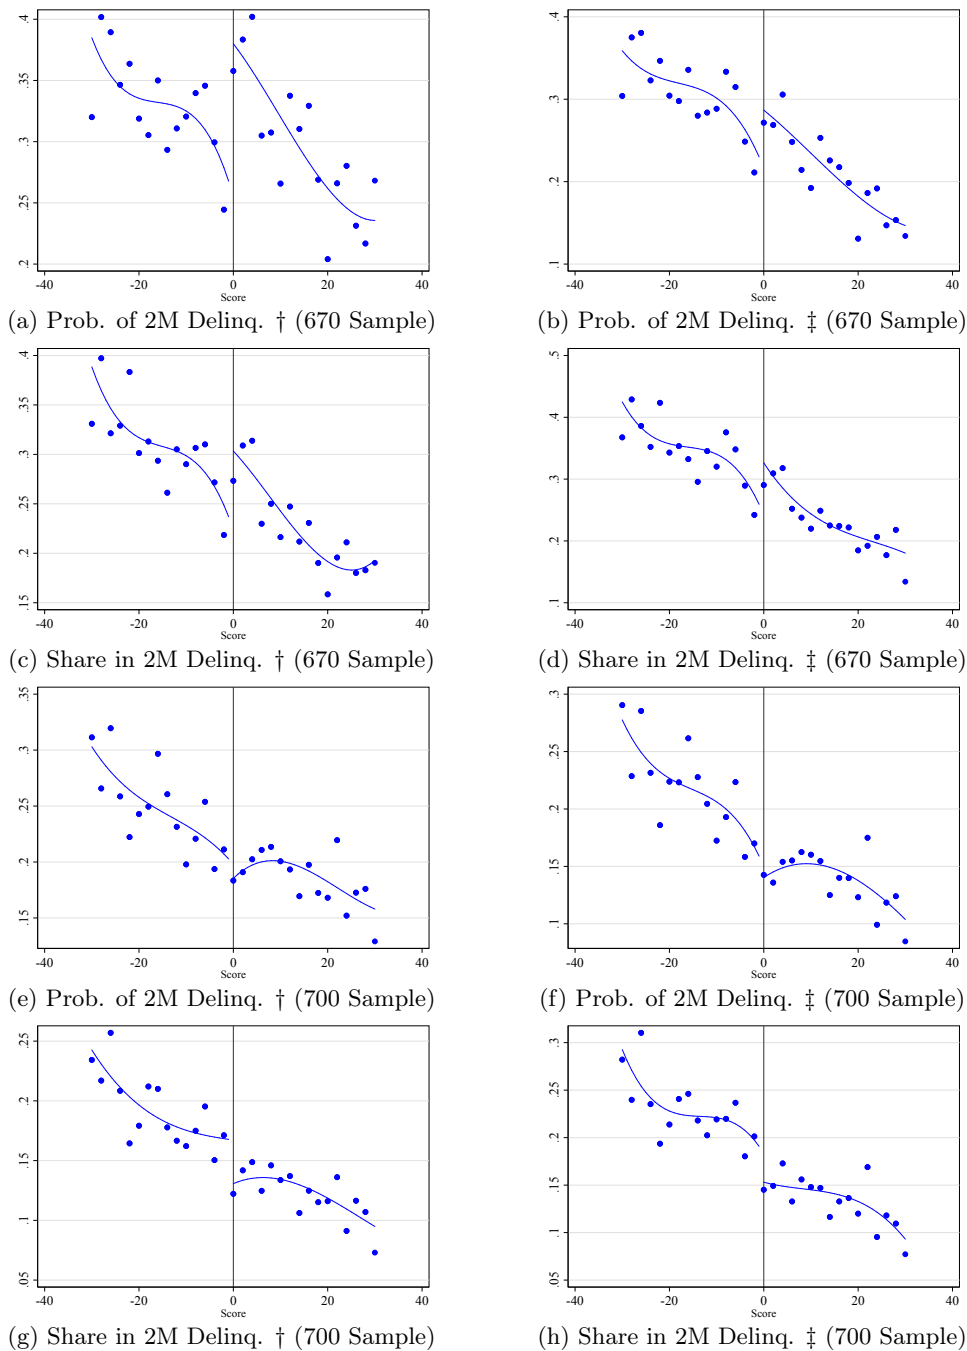 .4
.35
.3
.25
.2
-40 -20 0 20 40
Score
(a) Prob. of 2M Delinq. † (670 Sample)
.4
.3
.2
.1
-40 -20 0 20 40
Score
(b) Prob. of 2M Delinq. ‡ (670 Sample)
.4
.35
.3
.25
.2
.15
-40 -20 0 20 40
Score
(c) Share in 2M Delinq. † (670 Sample)
.5
.4
.3
.2
.1
-40 -20 0 20 40
Score
(d) Share in 2M Delinq. ‡ (670 Sample)
.35
.3
.25
.2
.15
-40 -20 0 20 40
Score
(e) Prob. of 2M Delinq. † (700 Sample)
.3
.25
.2
.15
.1
-40 -20 0 20 40
Score
(f) Prob. of 2M Delinq. ‡ (700 Sample)
.25
.2
.15
.1
.05
-40 -20 0 20 40
Score
(g) Share in 2M Delinq. † (700 Sample)
.3
.25
.2
.15
.1
.05
-40 -20 0 20 40
Score
(h) Share in 2M Delinq. ‡ (700 Sample)